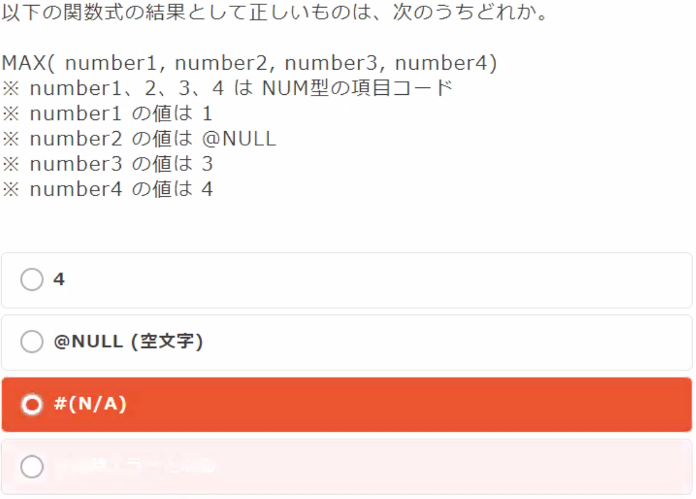 以下の関数式の結果として正しいものは、次のうちどれか。
MAX( number1, number2, number3, number4)
※ number1、2、3、4 は NUM型の項目コード
※ number1 の値は 1
※ number2 の値は @NULL
※ number3 の値は 3
※ number4 の値は 4
4
@NULL (空文字)
#(N/A)